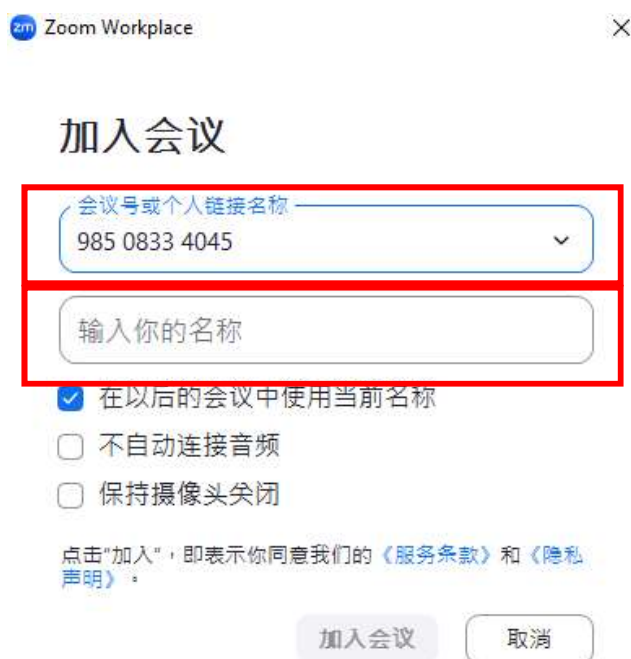 zm Zoom Workplace
加入会议
会议号或个人链接名称
985 0833 4045
输入你的名称
在以后的会议中使用当前名称
不自动连接音频
保持摄像头关闭
点击"加入"，即表示你同意我们的《服务条款》和《隐私
声明》。
加入会议 取消